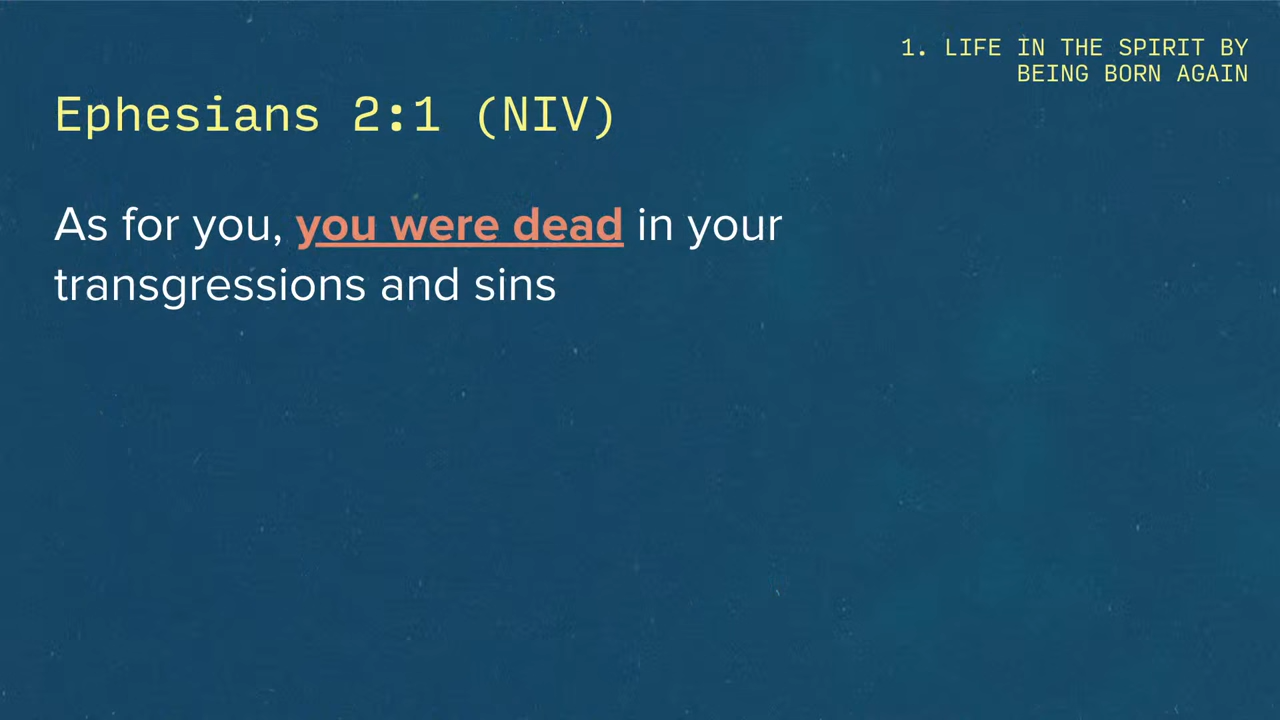 1. LIFE IN THE SPIRIT BY
BEING BORN AGAIN
Ephesians 2:1 (NIV)
As for you, you were dead in your
transgressions and sins